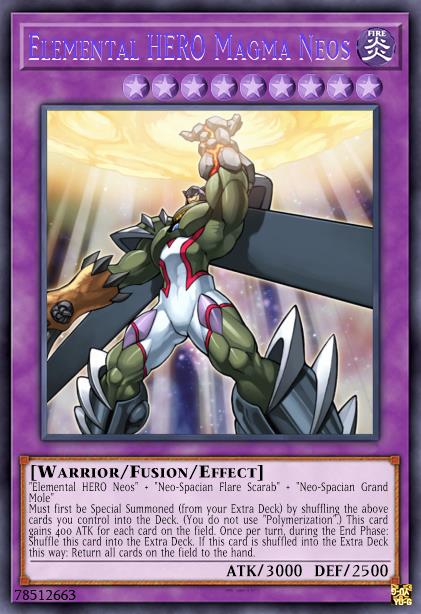 Elemental HERO Magma Neos
FIRE
炎
[Warrior/Fusion/Effect]
"Elemental HERO Neos" + "Neo-Spacian Flare Scarab" + "Neo-Spacian Grand
Mole"
Must first be Special Summoned (from your Extra Deck) by shuffling the above
cards you control into the Deck. (You do not use "Polymerization".) This card
gains 400 ATK for each card on the field. Once per turn, during the End Phase:
Shuffle this card into the Extra Deck. If this card is shuffled into the Extra Deck
this way: Return all cards on the field to the hand.
ATK/3000 DEF/2500
78512663